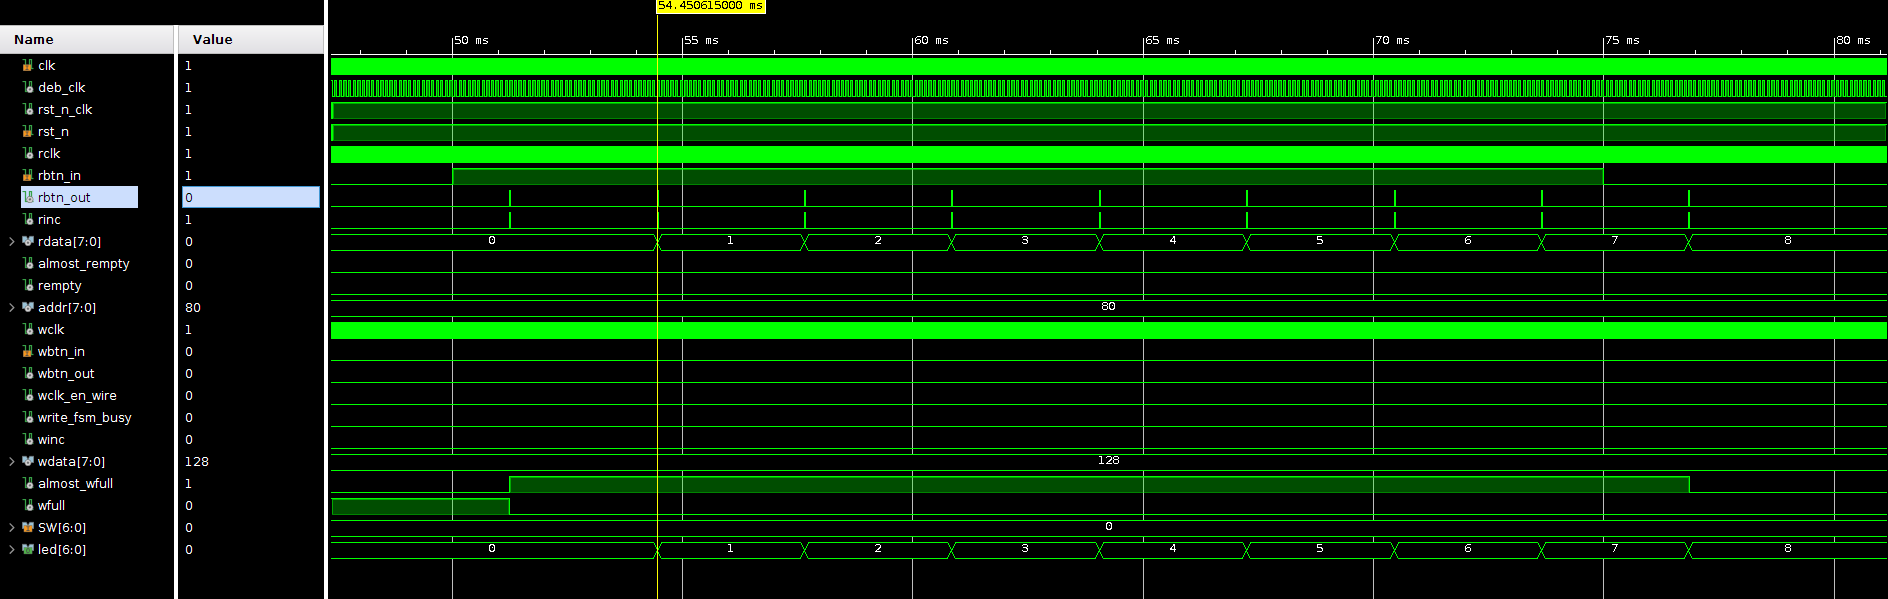 54.450615000 ms
Name Value
50 ms 55 ms 60 ms 65 ms 70 ms 75 ms 80 ms
clk 1
deb_clk 1
rst_n_clk 1
rst_n 1
rclk 1
rbtn_in 1
rbtn_out 0
rinc 1
rdata[7:0] 0 0 1 2 3 4 5 6 7 8
almost_rempty 0
rempty 0
addr[7:0] 80 80
wclk 1
wbtn_in 0
wbtn_out 0
wclk_en_wire 0
write_fsm_busy 0
winc 0
wdata[7:0] 128 128
almost_wfull 1
wfull 0
SW[6:0] 0 0
led[6:0] 0 0 1 2 3 4 5 6 7 8